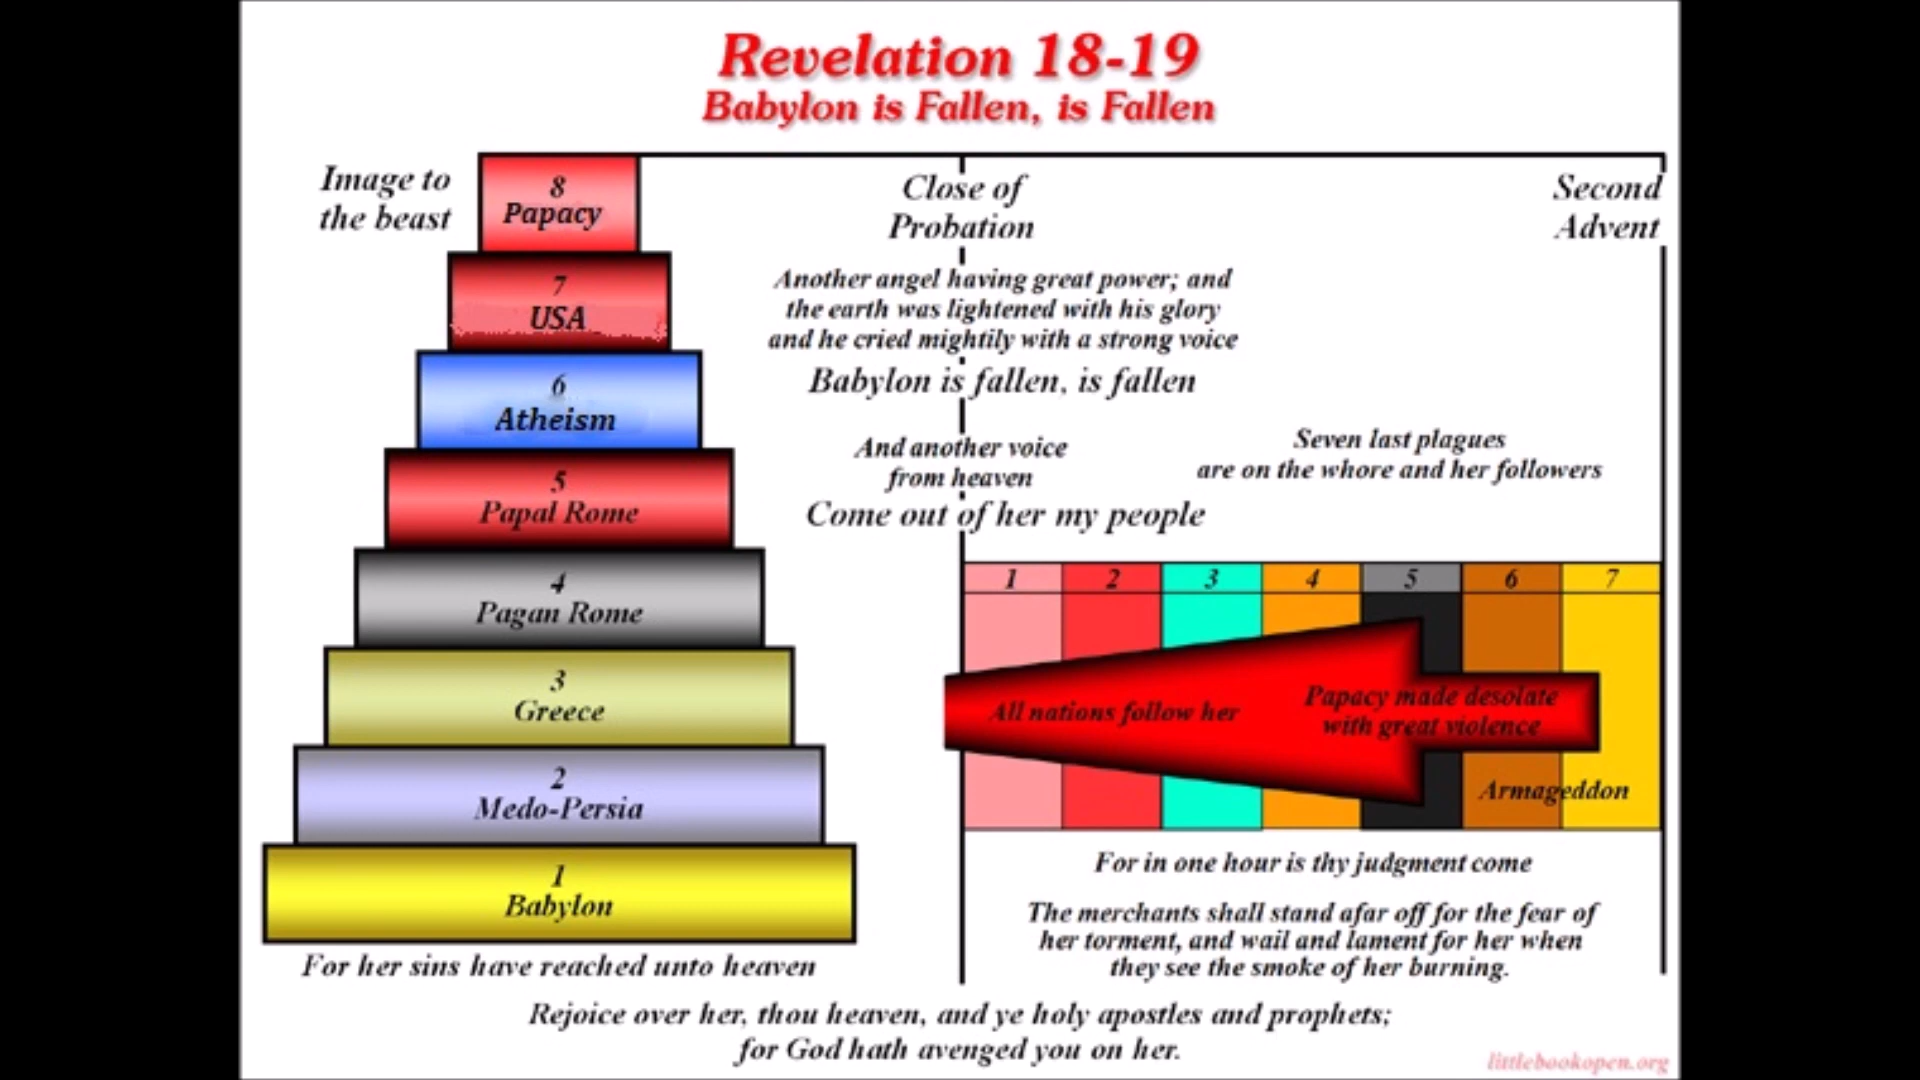 Revelation 18-19
Babylon is Fallen, is Fallen
Image to
the beast
8
Papacy
7
USA
6
Atheism
5
Papal Rome
4
Pagan Rome
3
Greece
2
Medo-Persia
1
Babylon
For her sins have reached unto heaven
Close of
Probation
Second
Advent
Another angel having great power; and
the earth was lightened with his glory
and he cried mightily with a strong voice
Babylon is fallen, is fallen
And another voice
from heaven
Come out of her my people
Seven last plagues
are on the whore and her followers
1 2 3 4 5 6 7
All nations follow her
Papacy made desolate
with great violence
Armageddon
For in one hour is thy judgment come
The merchants shall stand afar off for the fear of
her torment, and wail and lament for her when
they see the smoke of her burning.
Rejoice over her, thou heaven, and ye holy apostles and prophets;
for God hath avenged you on her.
littlebookopen.org